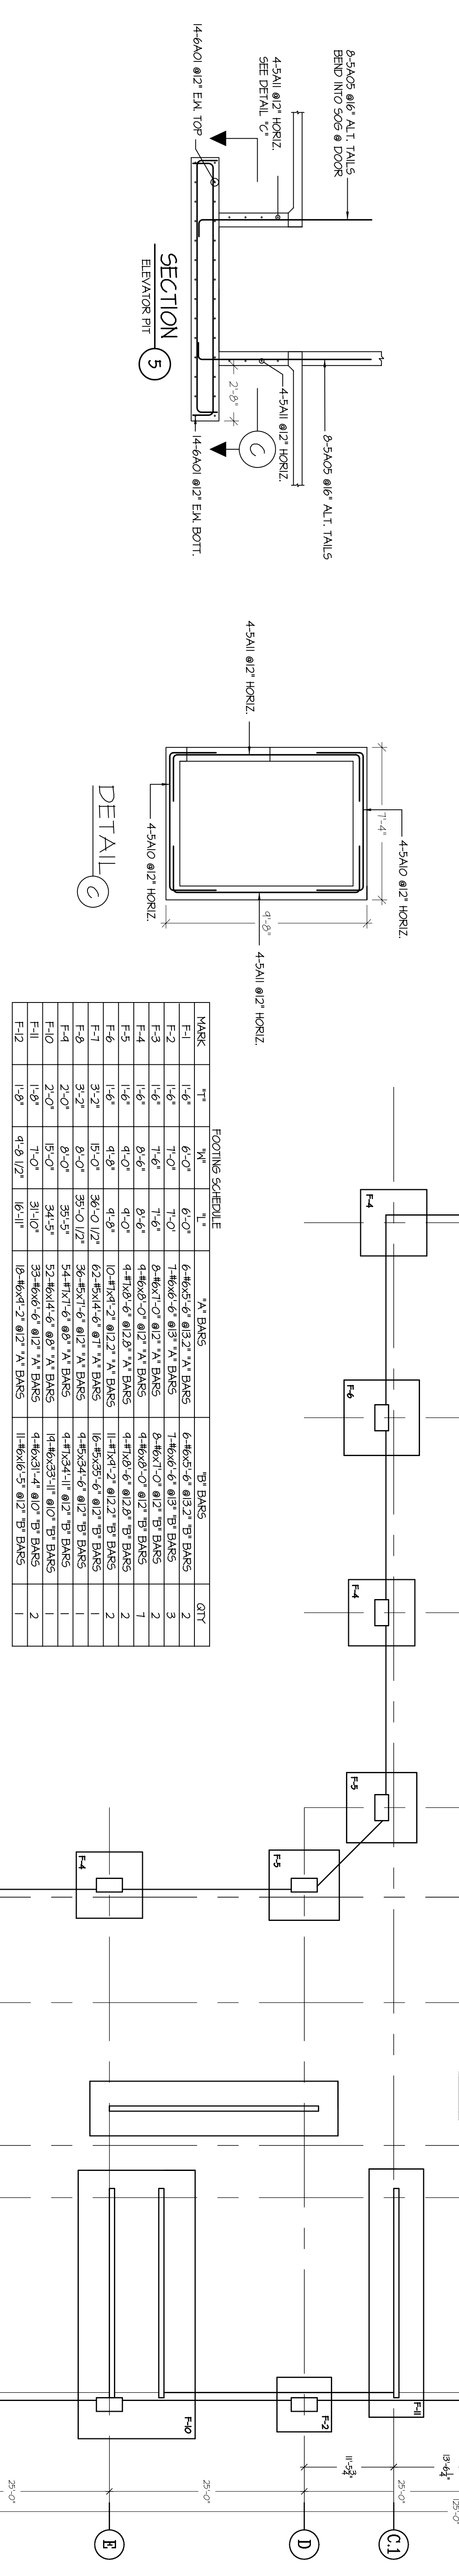 8-5A05 @16" ALT. TAILS
BEND INTO SOG @ DOOR
4-5A11 @12" HORIZ.
SEE DETAIL "C"
14-6A01 @12" E.W. TOP
8-5A05 @16" ALT. TAILS
4-5A11 @12" HORIZ.
C
2'-8"
14-6A01 @12" E.W. BOTT.
SECTION
ELEVATOR PIT
5
4-5A11 @12" HORIZ.
7'-4"
4-5A10 @12" HORIZ.
9'-8"
4-5A11 @12" HORIZ.
4-5A10 @12" HORIZ.
DETAIL
C
FOOTING SCHEDULE
MARK "T" "W" "L" "A" BARS "B" BARS QTY
F-1 1'-6" 6'-0" 6'-0" 6-#6x5'-6" @13.2" "A" BARS 6-#6x5'-6" @13.2" "B" BARS 2
F-2 1'-6" 7'-0" 7'-0' 7-#6x6'-6" @13" "A" BARS 7-#6x6'-6" @13" "B" BARS 3
F-3 1'-6" 7'-6" 7'-6" 8-#6x7'-0" @12" "A" BARS 8-#6x7'-0" @12" "B" BARS 2
F-4 1'-6" 8'-6" 8'-6" 9-#6x8'-0" @12" "A" BARS 9-#6x8'-0" @12" "B" BARS 7
F-5 1'-6" 9'-0" 9'-0" 9-#7x8'-6" @12.8" "A" BARS 9-#7x8'-6" @12.8" "B" BARS 2
F-6 1'-6" 9'-8" 9'-8" 10-#7x9'-2" @12.2" "A" BARS 11-#7x9'-2" @12.2" "B" BARS 2
F-7 3'-2" 15'-0" 36'-0 1/2" 62-#5x14'-6" @7" "A" BARS 16-#5x35'-6" @12" "B" BARS 1
F-8 3'-2" 8'-0" 35'-0 1/2" 36-#5x7'-6" @12" "A" BARS 9-#5x34'-6" @12" "B" BARS 1
F-9 2'-0" 8'-0" 35'-5" 54-#7x7'-6" @8" "A" BARS 9-#7x34'-11" @12" "B" BARS 1
F-10 2'-0" 15'-0" 34'-5" 52-#6x14'-6" @8" "A" BARS 19-#6x33'-11" @10" "B" BARS 1
F-11 1'-8" 7'-0" 31'-10" 33-#6x6'-6" @12" "A" BARS 9-#6x31'-4" @10" "B" BARS 2
F-12 1'-8" 9'-8 1/2" 16'-11" 18-#6x9'-2" @12" "A" BARS 11-#6x16'-5" @12" "B" BARS 1
F-4
F-6
F-4
F-5
F-5
F-4
F-11
F-2
F-10
13'-6¼"
11'-5¾"
25'-0"
125'-0"
25'-0"
25'-0"
C.1
D
E